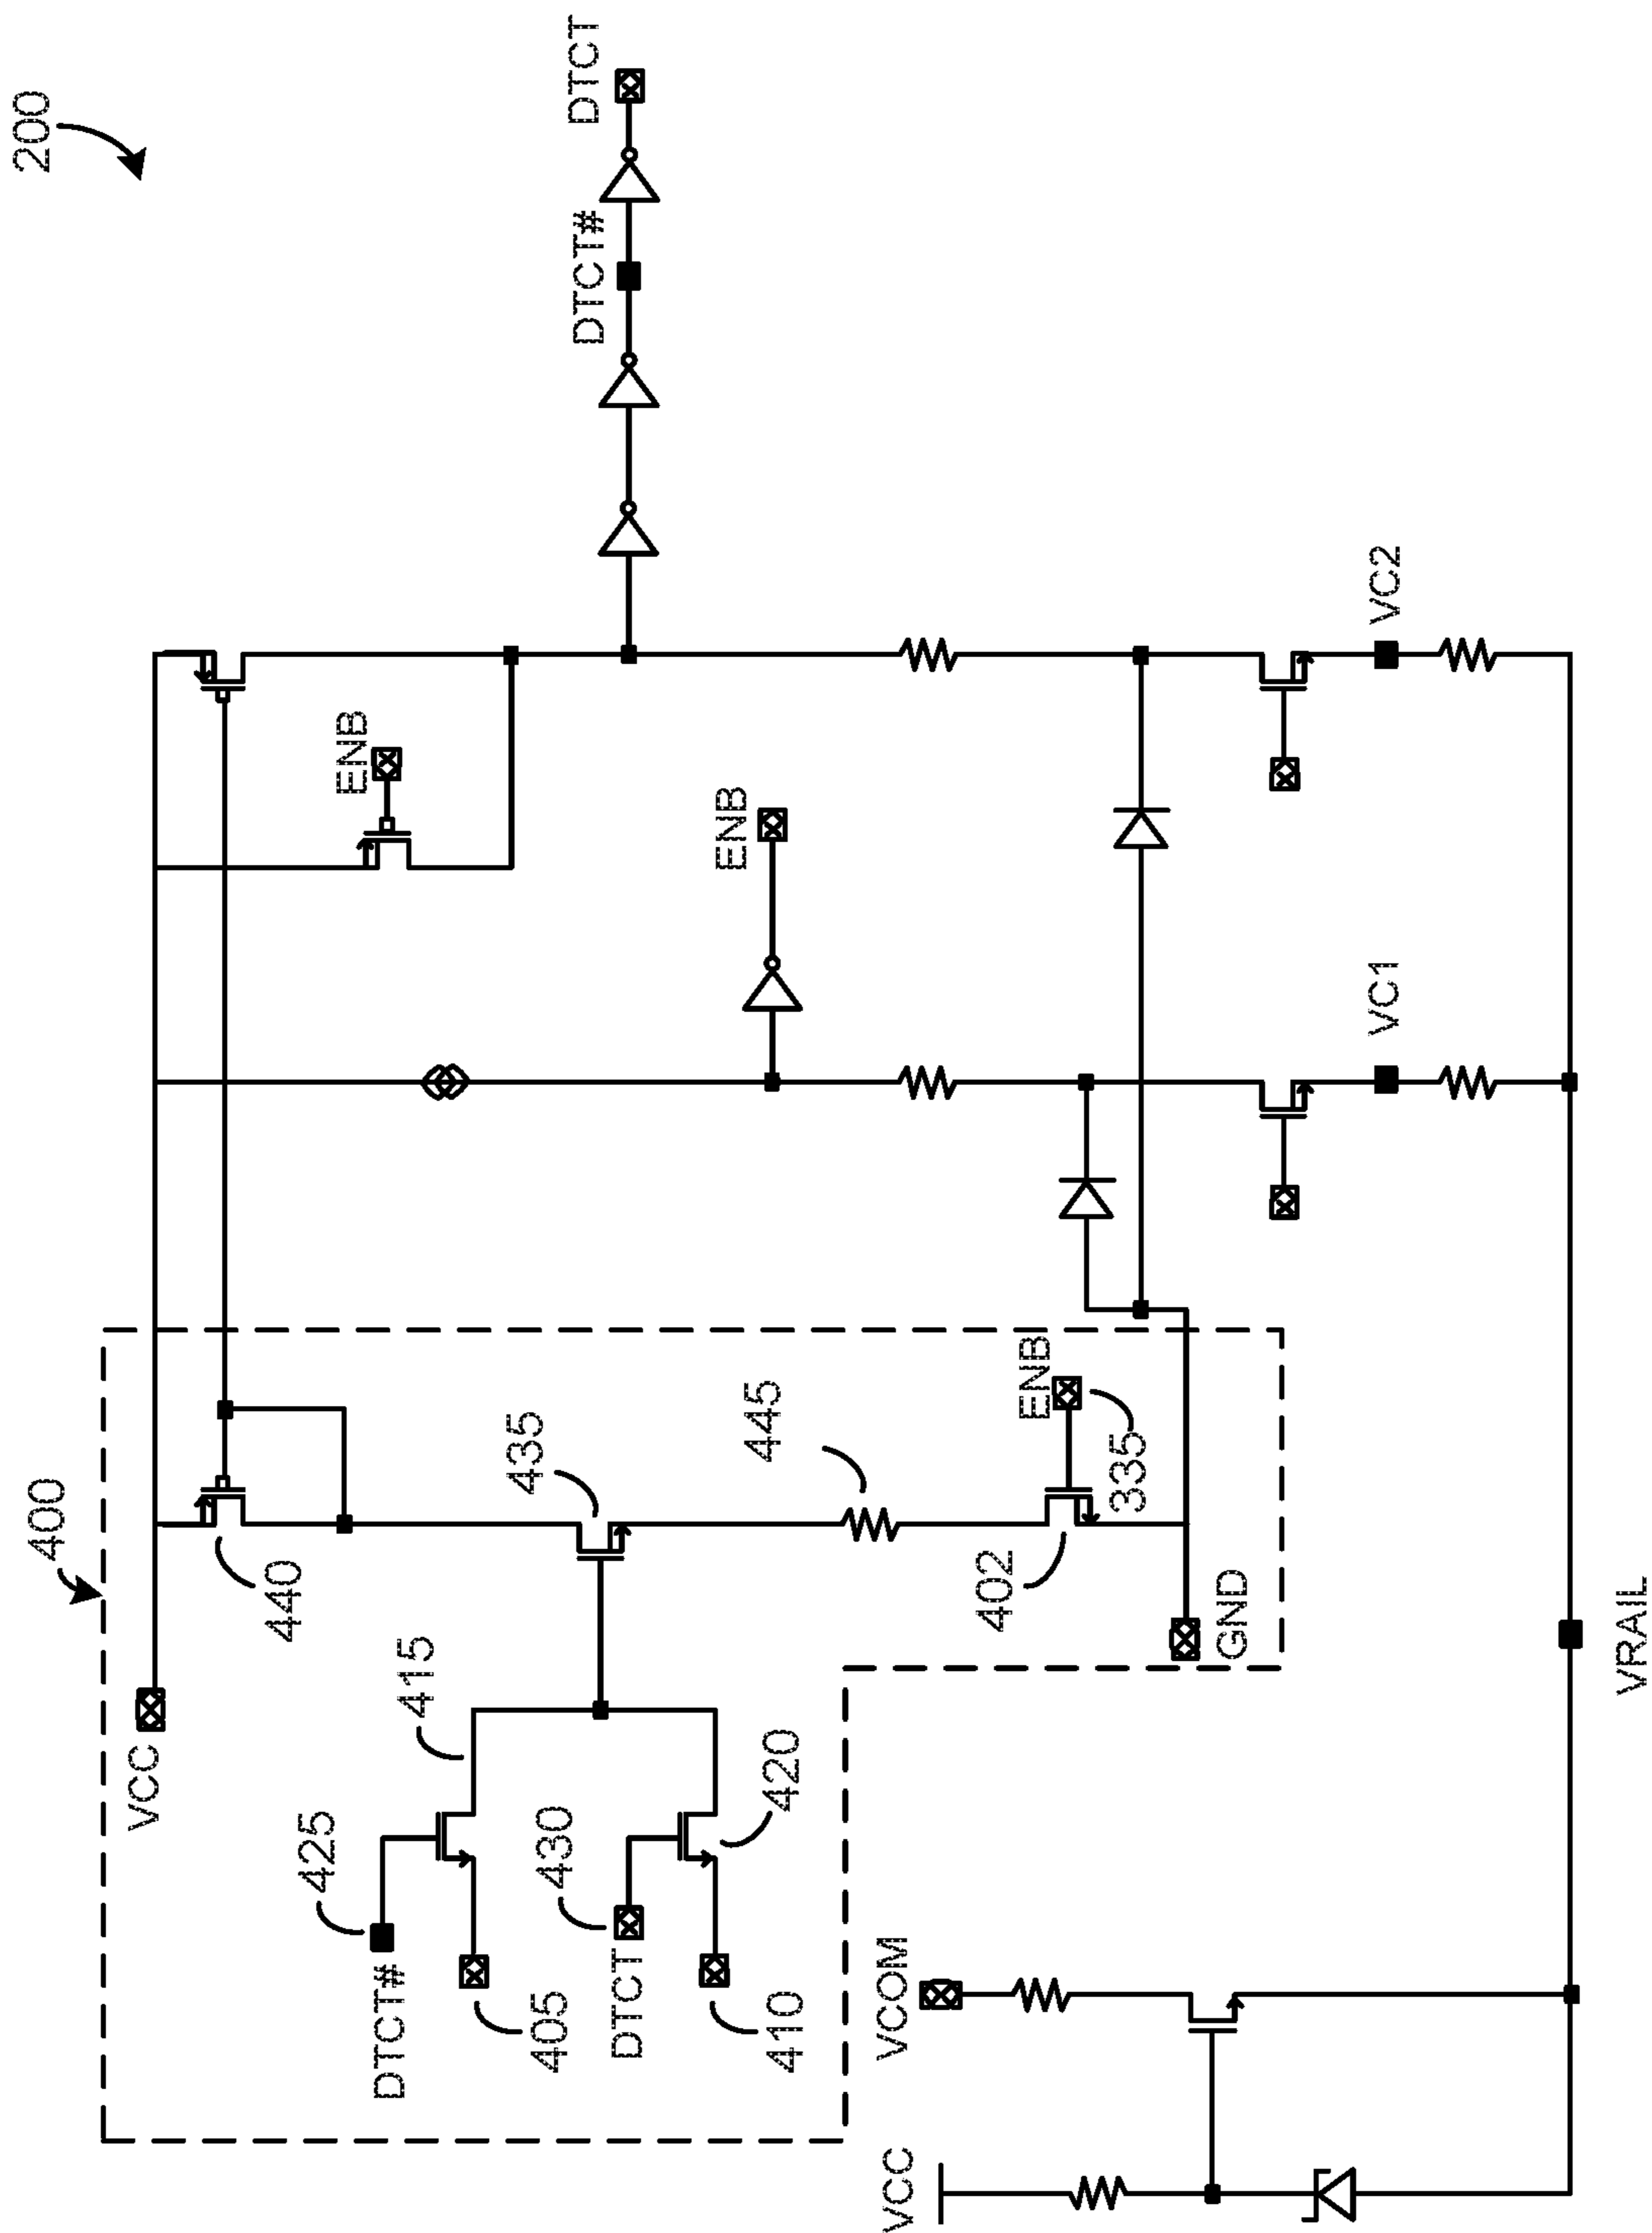 200
400
VCC
440
DTCT#
425
415
405
DTCT
430
420
410
435
445
402
ENB
335
GND
ENB
ENB
DTCT#
DTCT
VCC
VCOM
VRAIL
VC1
VC2